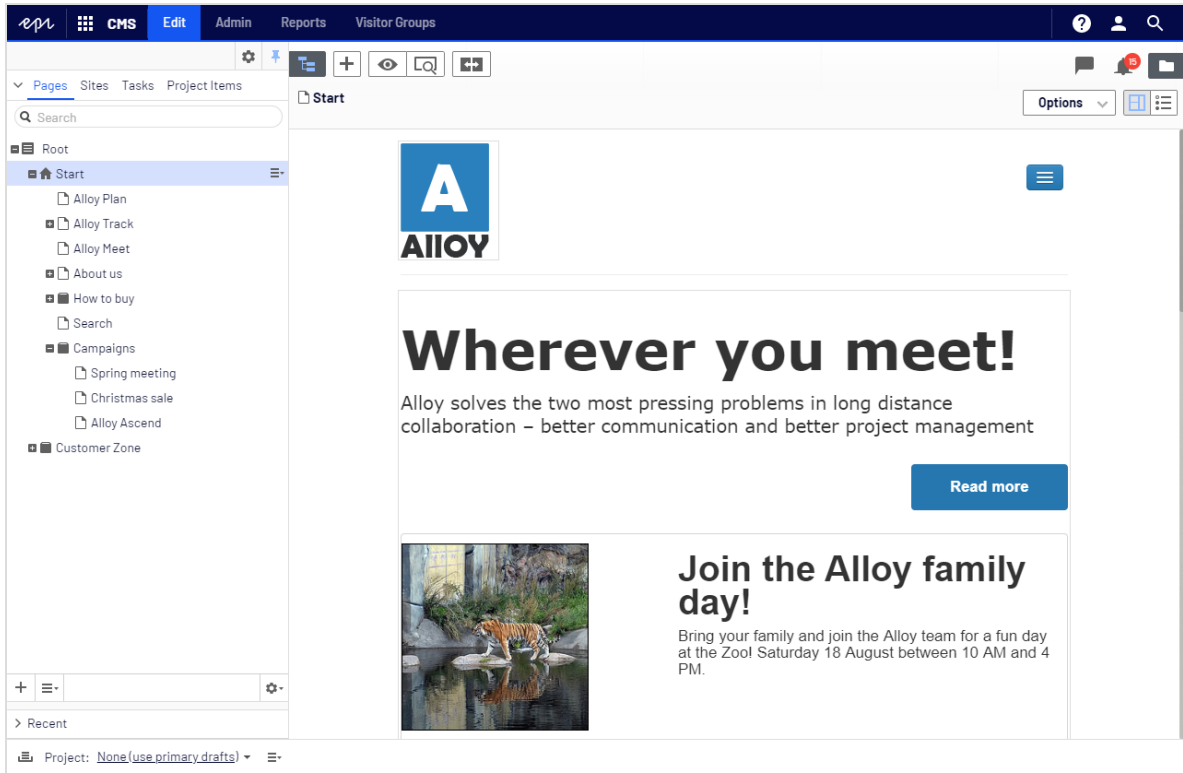 epi CMS Edit Admin Reports Visitor Groups
?
15
Pages Sites Tasks Project Items
Start
Options
Search
Root
Start
Alloy Plan
Alloy Track
Alloy Meet
About us
How to buy
Search
Campaigns
Spring meeting
Christmas sale
Alloy Ascend
Customer Zone
Recent
Project: None (use primary drafts)
A
AllOY
Wherever you meet!
Alloy solves the two most pressing problems in long distance
collaboration – better communication and better project management
Read more
Join the Alloy family
day!
Bring your family and join the Alloy team for a fun day
at the Zoo! Saturday 18 August between 10 AM and 4
PM.